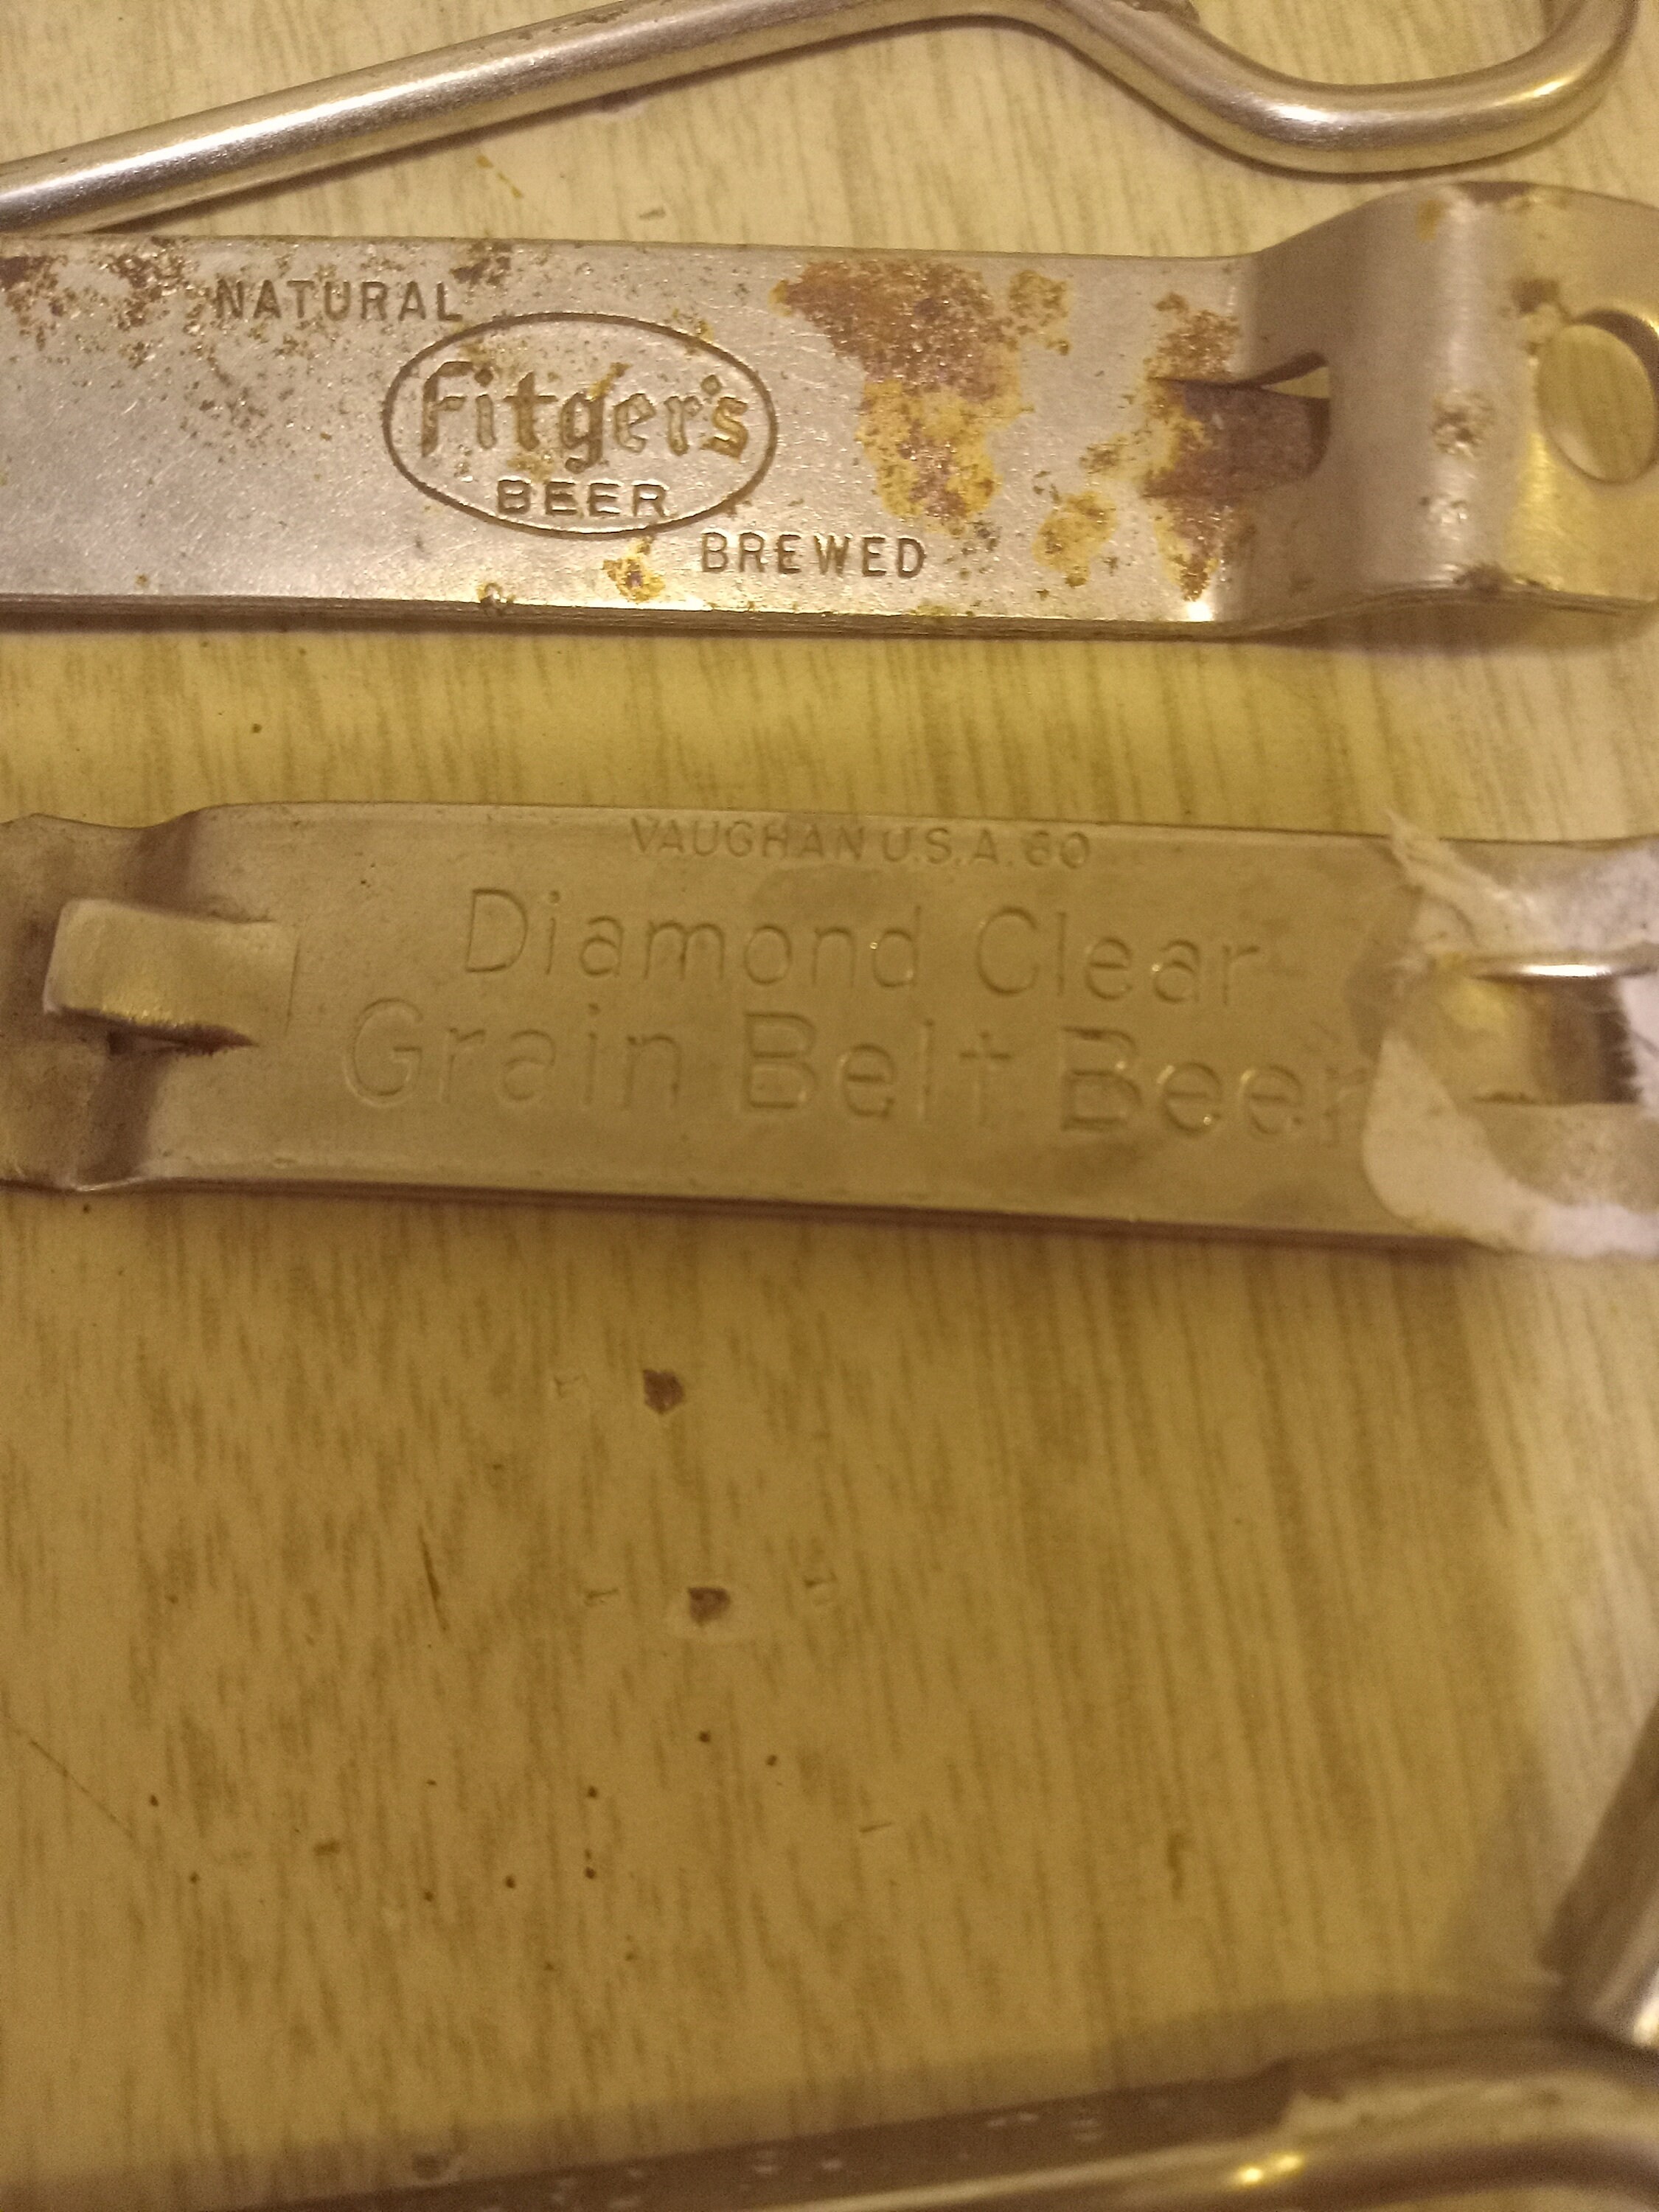 NATURAL
Fitger's
BEER
BREWED
VAUGHAN U.S.A. 60
Diamond Clear
Grain Belt Beer